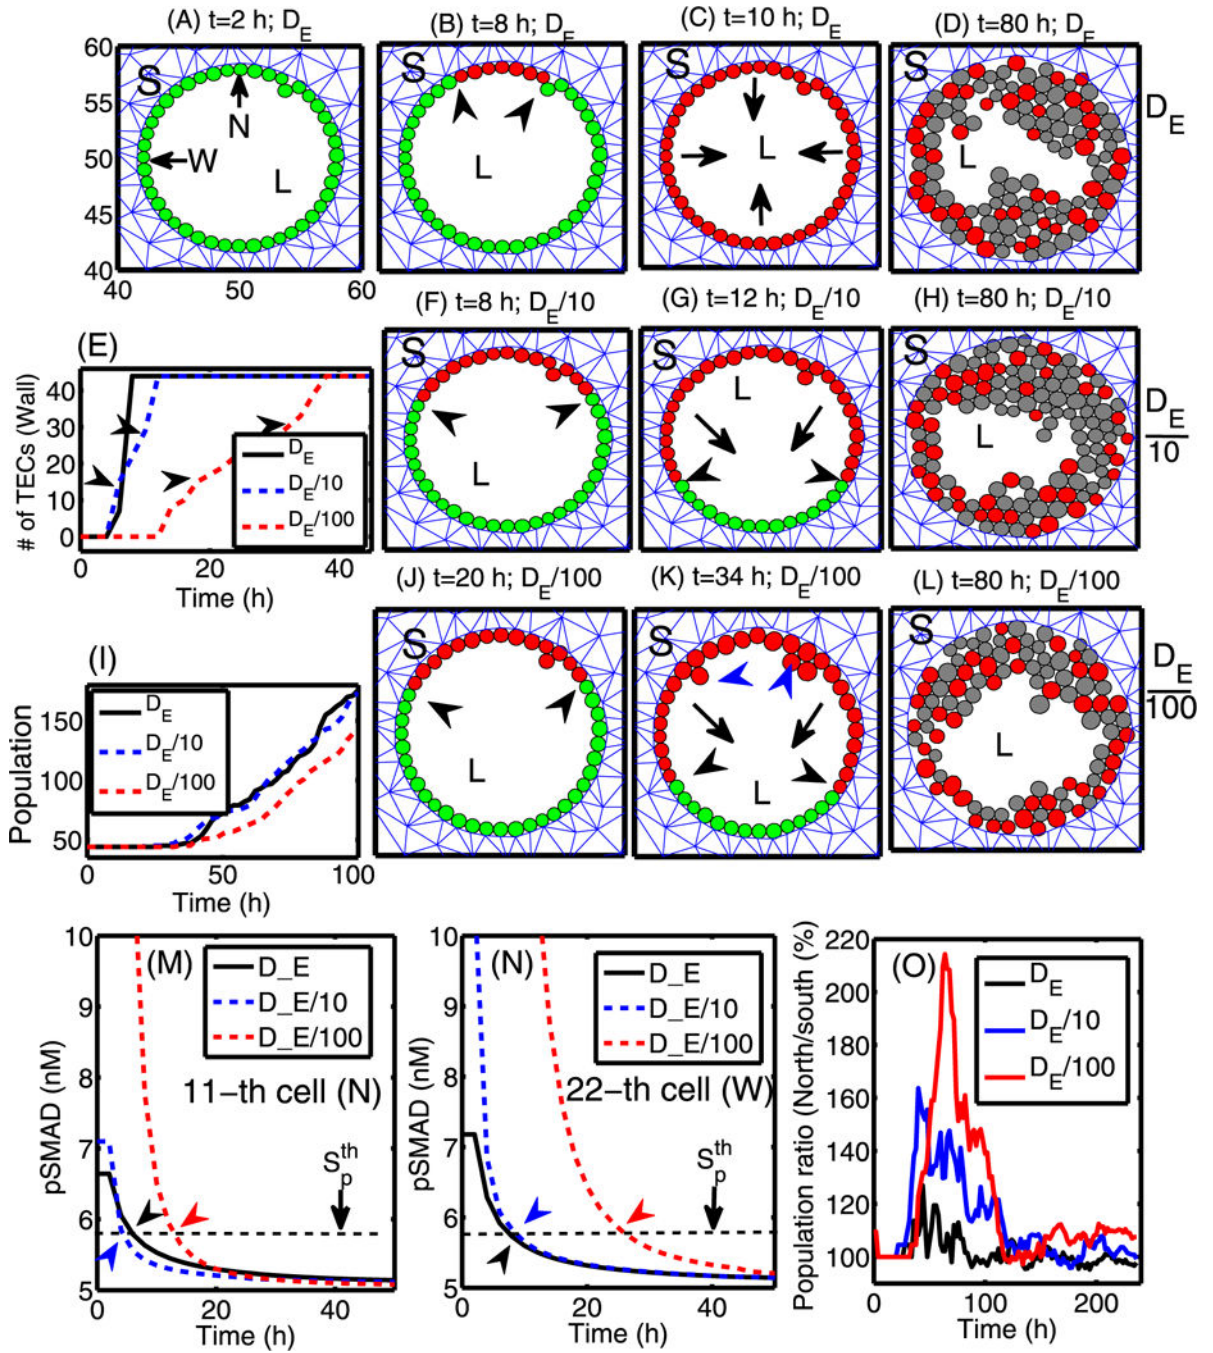 (A) t=2 h; D_E
(B) t=8 h; D_E
(C) t=10 h; D_E
(D) t=80 h; D_E
60
55
50
45
40
40
50
60
S
N
W
L
S
L
S
L
S
L
D_E
(E)
# of TECs (Wall)
40
30
20
10
0
0
20
40
Time (h)
D_E
D_E/10
D_E/100
(F) t=8 h; D_E/10
(G) t=12 h; D_E/10
(H) t=80 h; D_E/10
S
L
S
L
S
L
D_E
10
(I)
Population
150
100
50
0
50
100
Time (h)
D_E
D_E/10
D_E/100
(J) t=20 h; D_E/100
(K) t=34 h; D_E/100
(L) t=80 h; D_E/100
S
L
S
L
S
L
D_E
100
(M)
pSMAD (nM)
10
9
8
7
6
5
0
20
40
Time (h)
D_E
D_E/10
D_E/100
11-th cell (N)
S_p^th
(N)
pSMAD (nM)
10
9
8
7
6
5
0
20
40
Time (h)
D_E
D_E/10
D_E/100
22-th cell (W)
S_p^th
(O)
Population ratio (North/south (%)
220
200
180
160
140
120
100
0
100
200
Time (h)
D_E
D_E/10
D_E/100